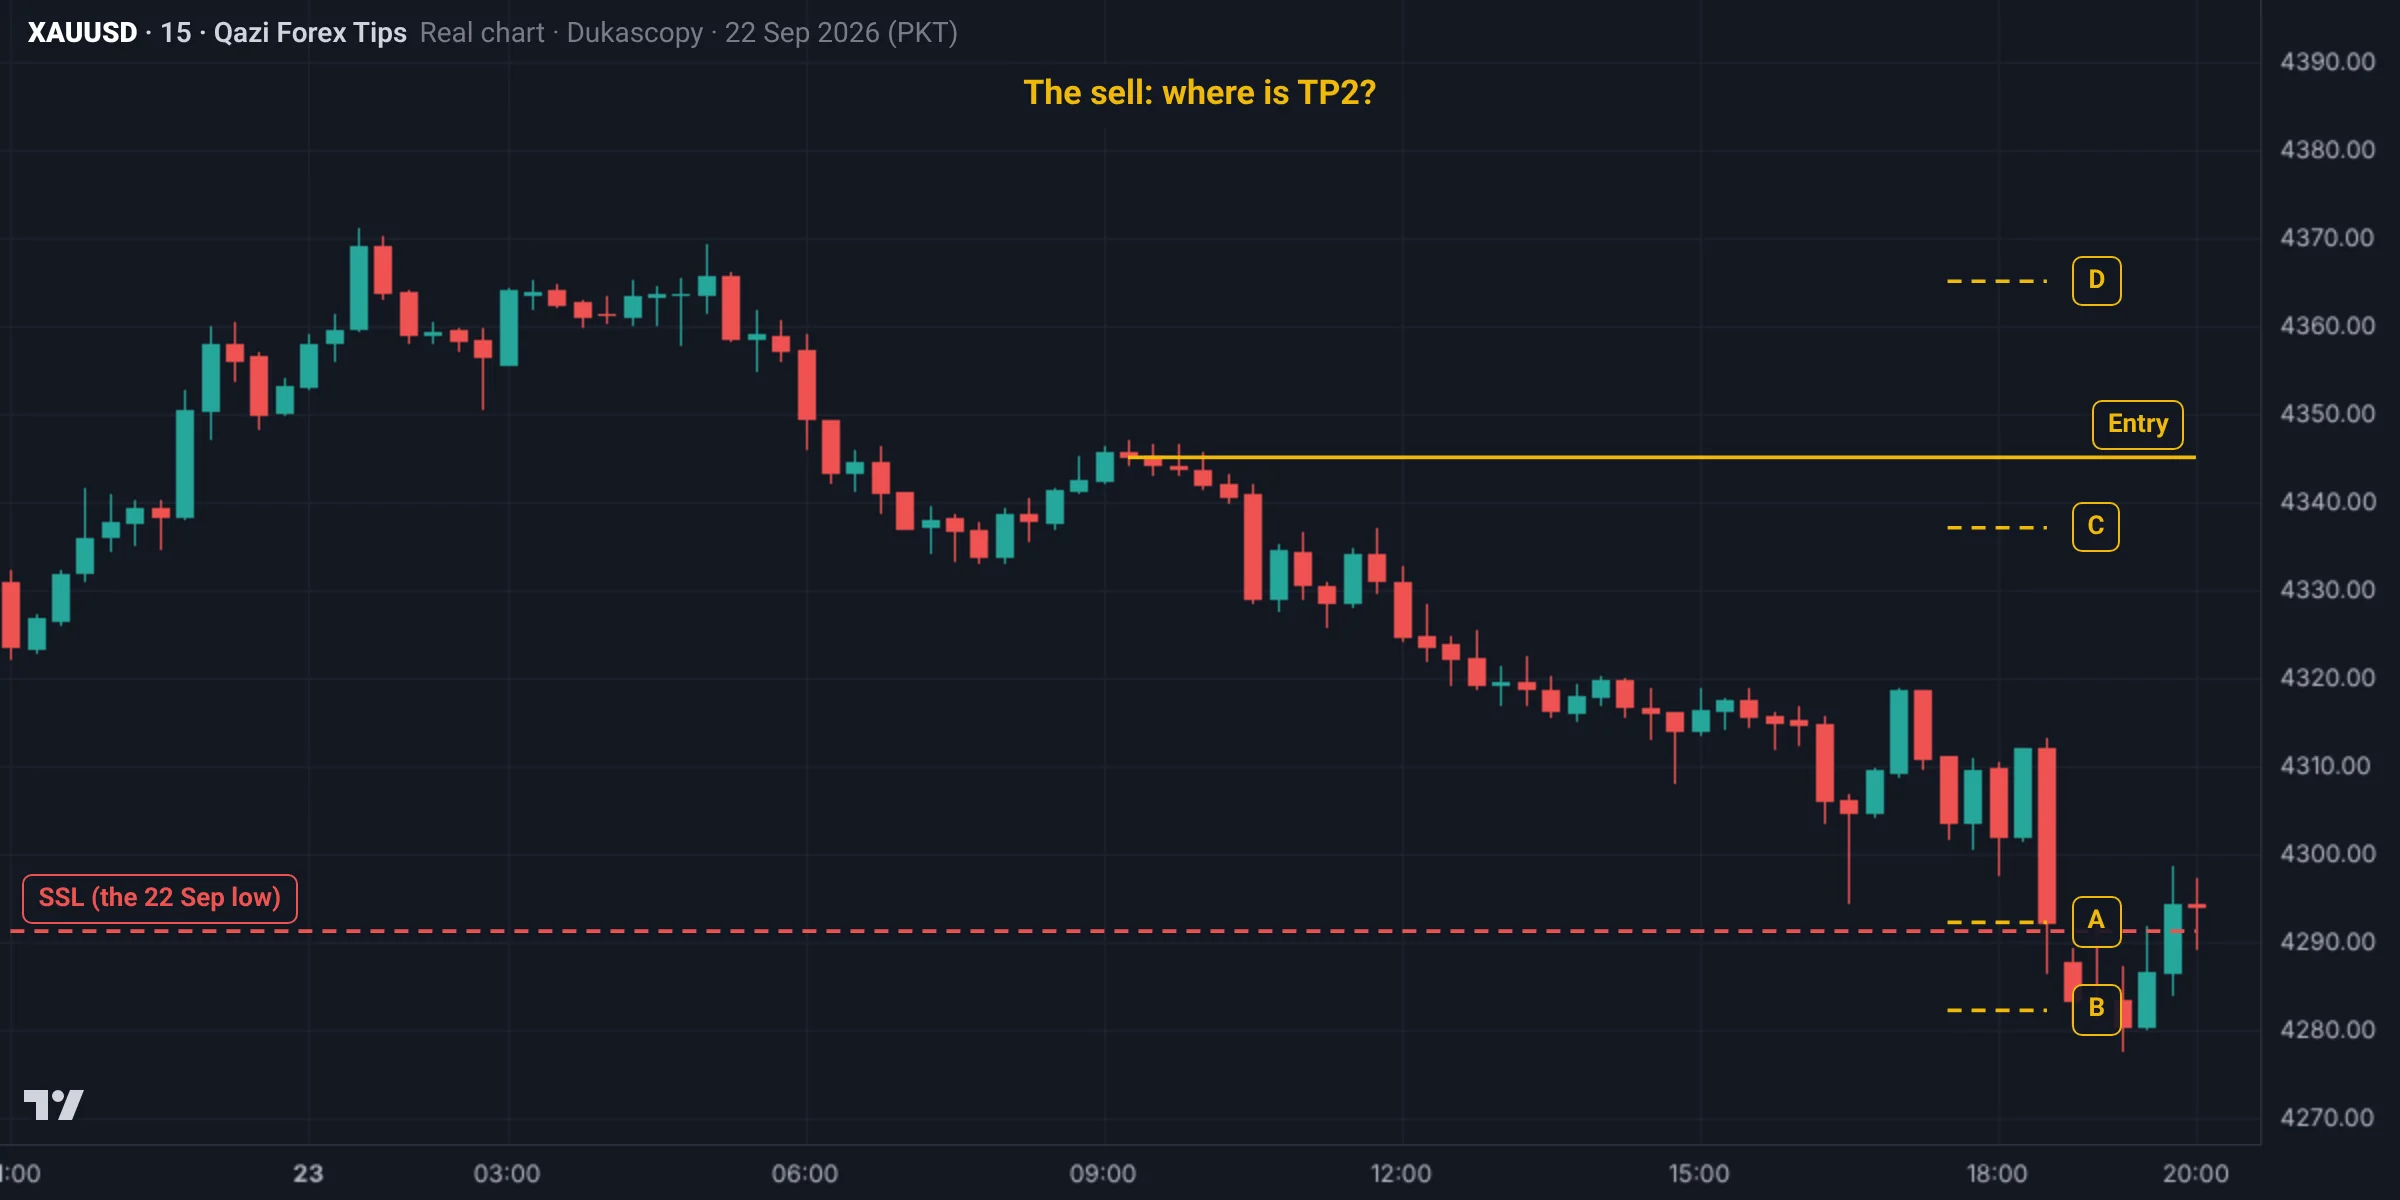 XAUUSD · 15 · Qazi Forex Tips Real chart · Dukascopy · 22 Sep 2026 (PKT)
The sell: where is TP2?
4390.00
4380.00
4370.00
D
4360.00
4350.00
Entry
4340.00
C
4330.00
4320.00
4310.00
4300.00
SSL (the 22 Sep low)
A
4290.00
B
4280.00
4270.00
23 03:00 06:00 09:00 12:00 15:00 18:00 20:00